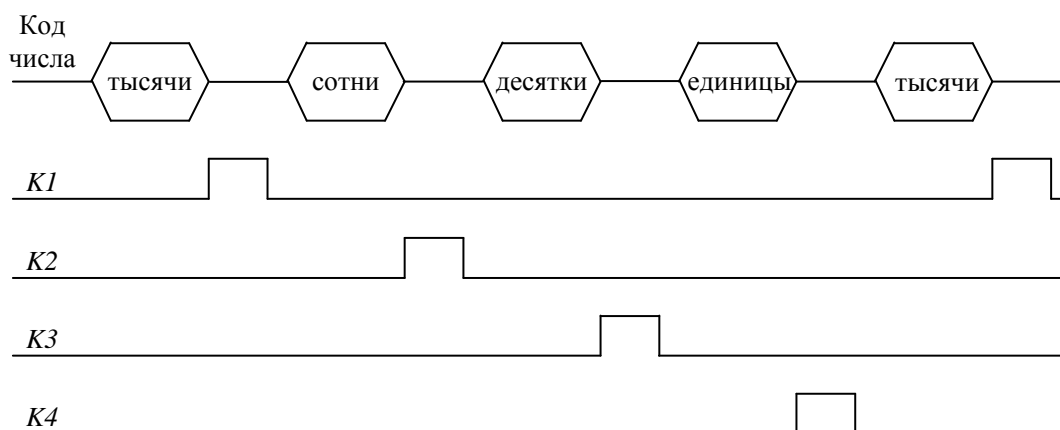 Код
числа
тысячи сотни десятки единицы тысячи
K1
K2
K3
K4